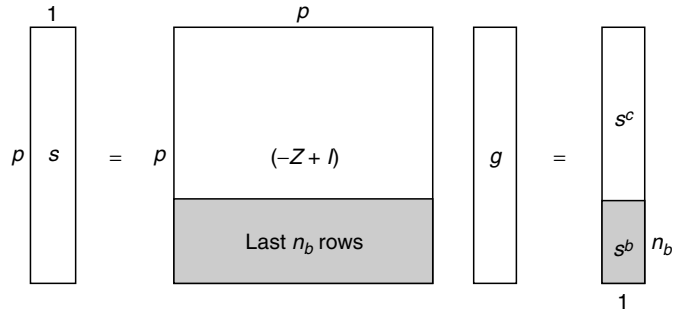 1 p
p s = p (−Z + I) g = s^c
Last n_b rows s^b n_b
1